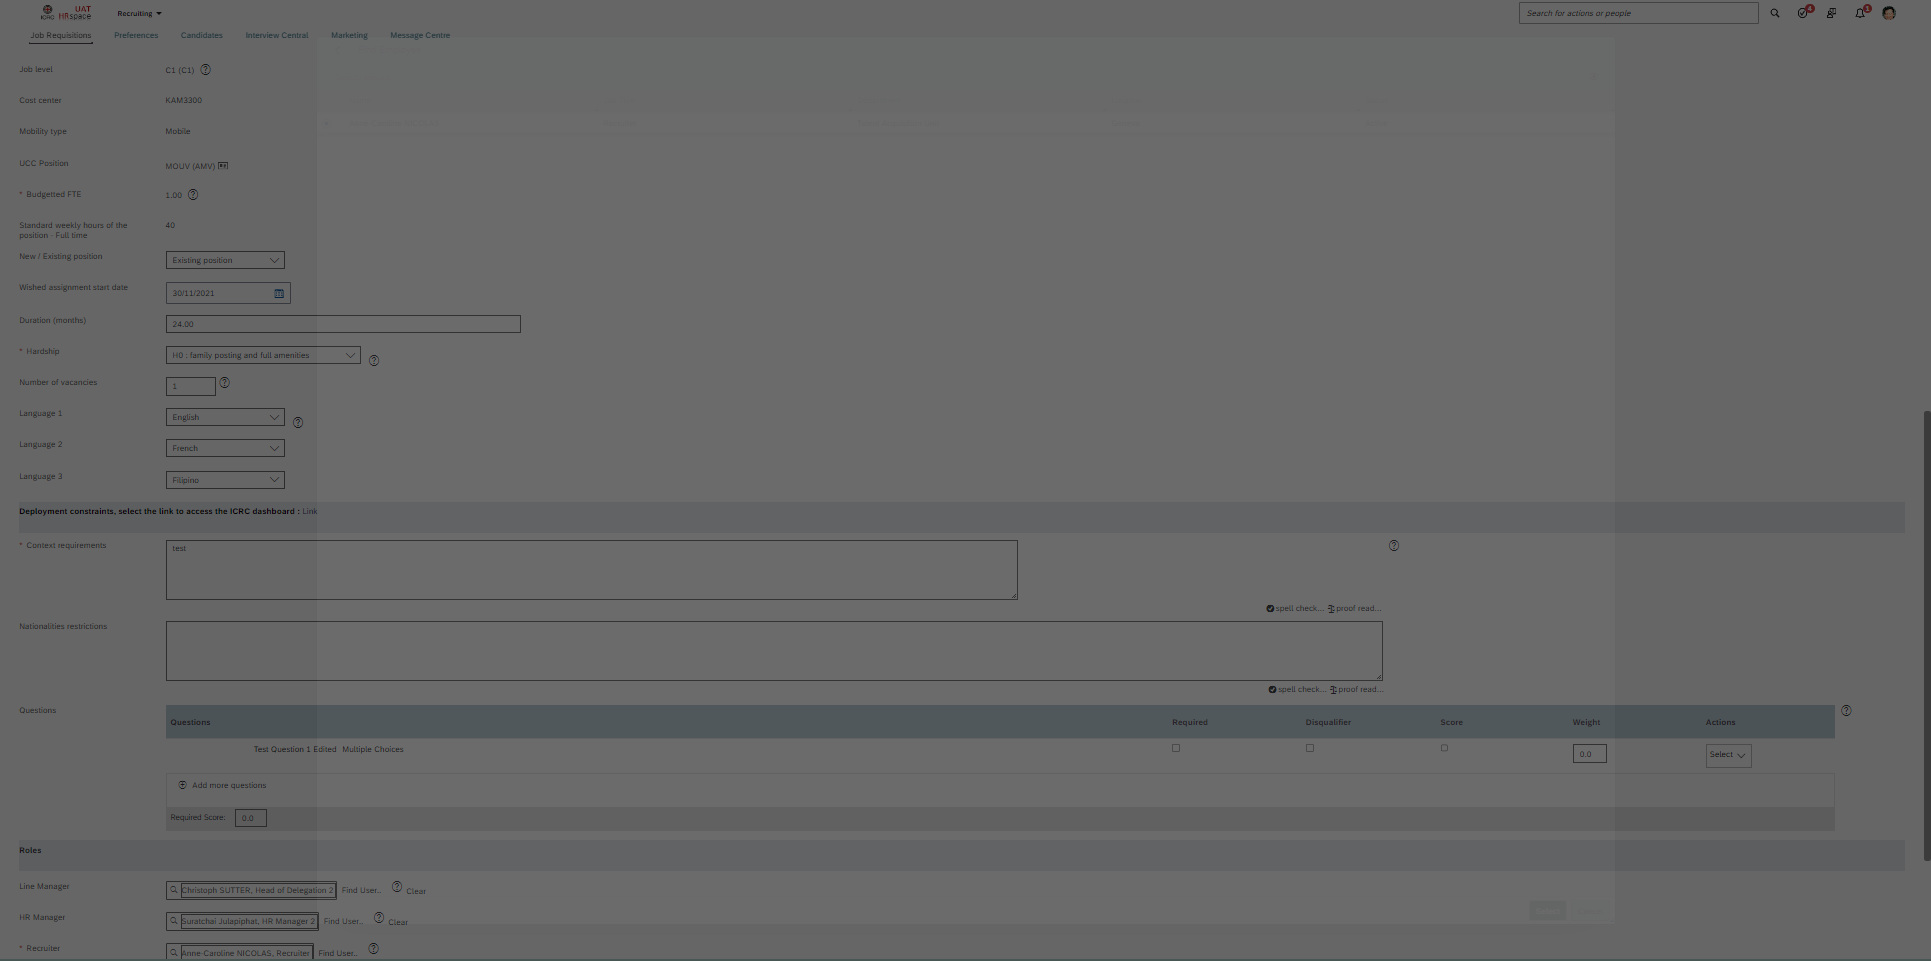 ICRC UAT HRspace
Recruiting
Search for actions or people
4
1
Job Requisitions Preferences Candidates Interview Central Marketing Message Centre
Job level C1 (C1)
Cost center KAM3300
Mobility type Mobile
UCC Position MOUV (AMV)
* Budgetted FTE 1.00
Standard weekly hours of the position - Full time 40
New / Existing position Existing position
Wished assignment start date 30/11/2021
Duration (months) 24.00
* Hardship H0 : family posting and full amenities
Number of vacancies 1
Language 1 English
Language 2 French
Language 3 Filipino
Deployment constraints, select the link to access the ICRC dashboard : Link
* Context requirements test
spell check... proof read...
Nationalities restrictions
spell check... proof read...
Questions
Questions Required Disqualifier Score Weight Actions
Test Question 1 Edited Multiple Choices 0.0 Select
Add more questions
Required Score: 0.0
Roles
Line Manager Christoph SUTTER, Head of Delegation 2 Find User.. Clear
HR Manager Suratchai Julapiphat, HR Manager 2 Find User.. Clear
* Recruiter Anne-Caroline NICOLAS, Recruiter Find User..